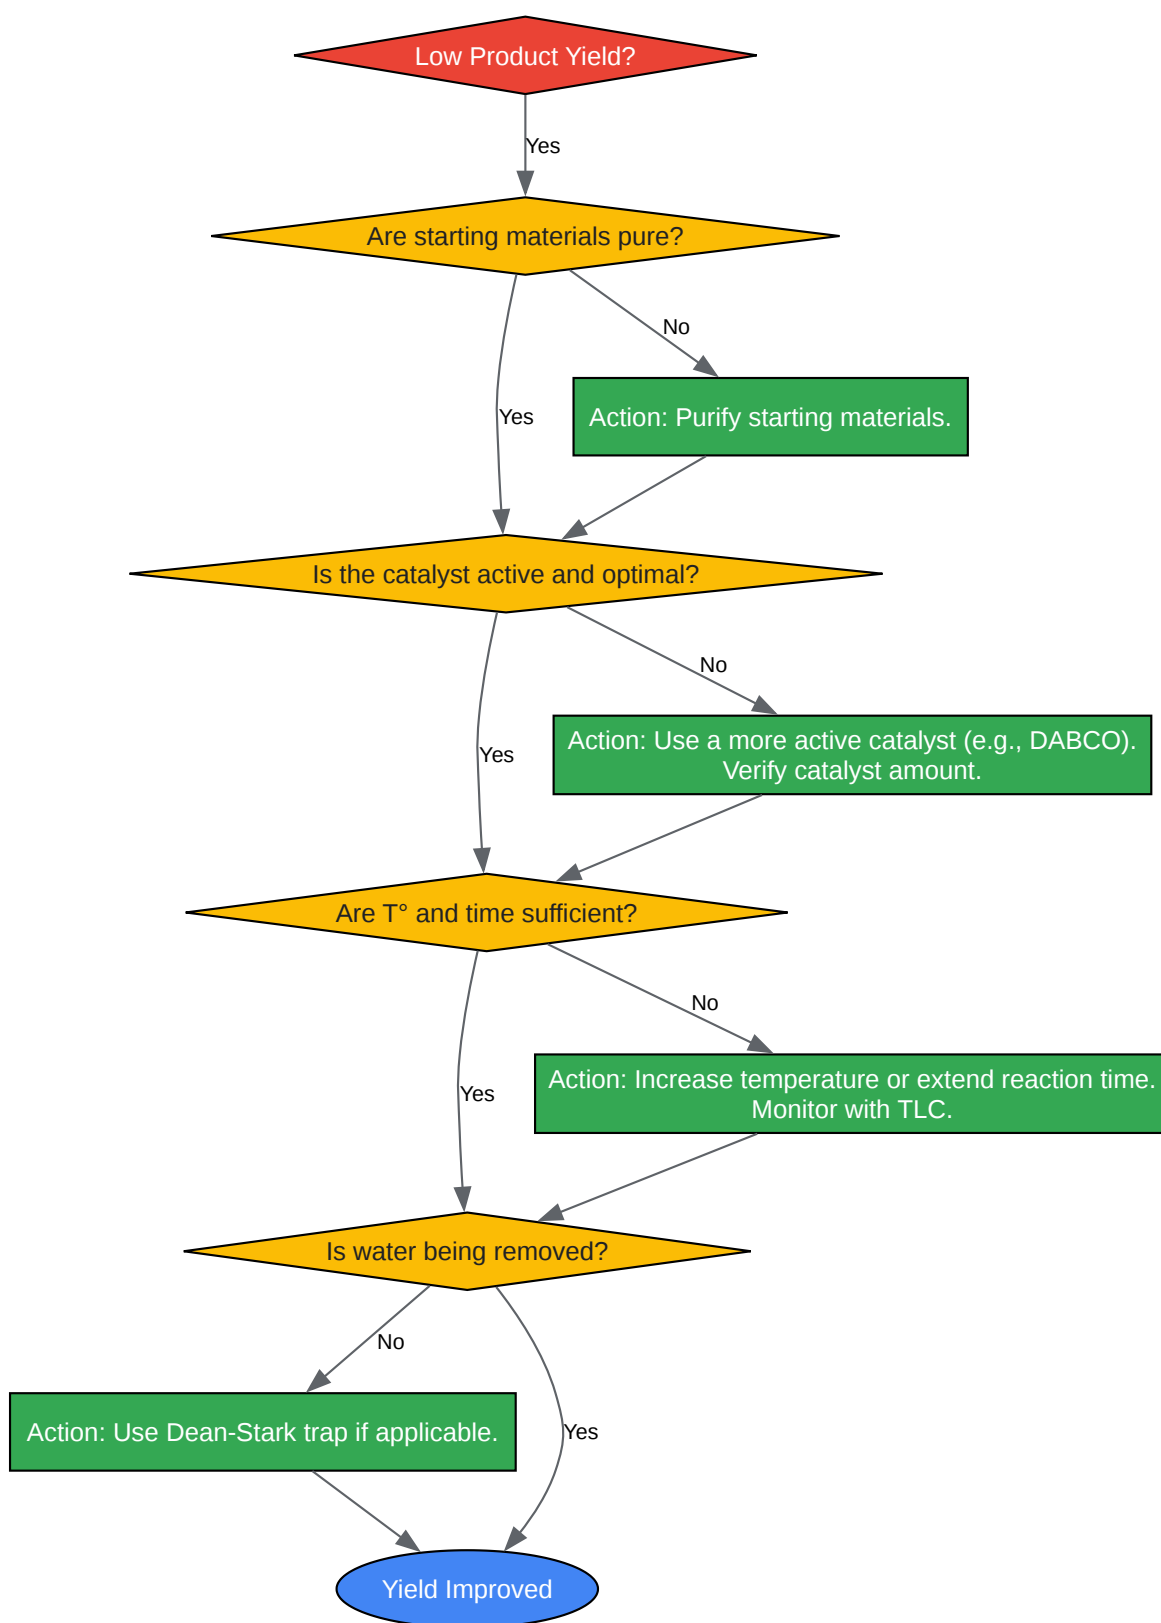 Low Product Yield?
Yes
Are starting materials pure?
No
Yes
Action: Purify starting materials.
Is the catalyst active and optimal?
No
Yes
Action: Use a more active catalyst (e.g., DABCO).
Verify catalyst amount.
Are T° and time sufficient?
No
Yes
Action: Increase temperature or extend reaction time.
Monitor with TLC.
Is water being removed?
No
Yes
Action: Use Dean-Stark trap if applicable.
Yield Improved